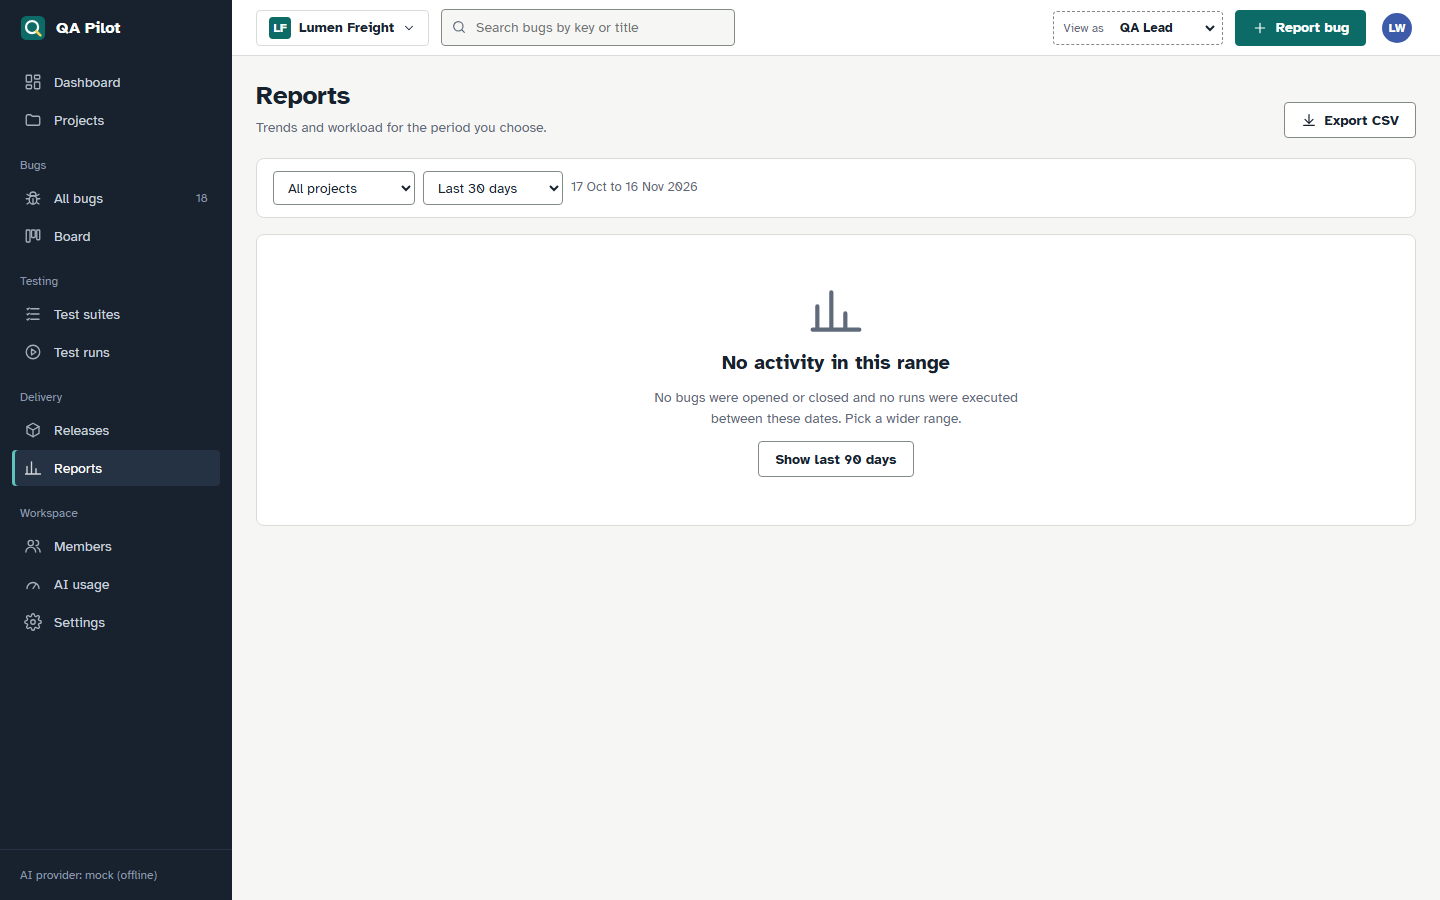 QA Pilot
Dashboard
Projects
Bugs
All bugs 18
Board
Testing
Test suites
Test runs
Delivery
Releases
Reports
Workspace
Members
AI usage
Settings
AI provider: mock (offline)
LF Lumen Freight
Search bugs by key or title
View as QA Lead
Report bug
LW
Reports
Trends and workload for the period you choose.
Export CSV
All projects
Last 30 days
17 Oct to 16 Nov 2026
No activity in this range
No bugs were opened or closed and no runs were executed
between these dates. Pick a wider range.
Show last 90 days